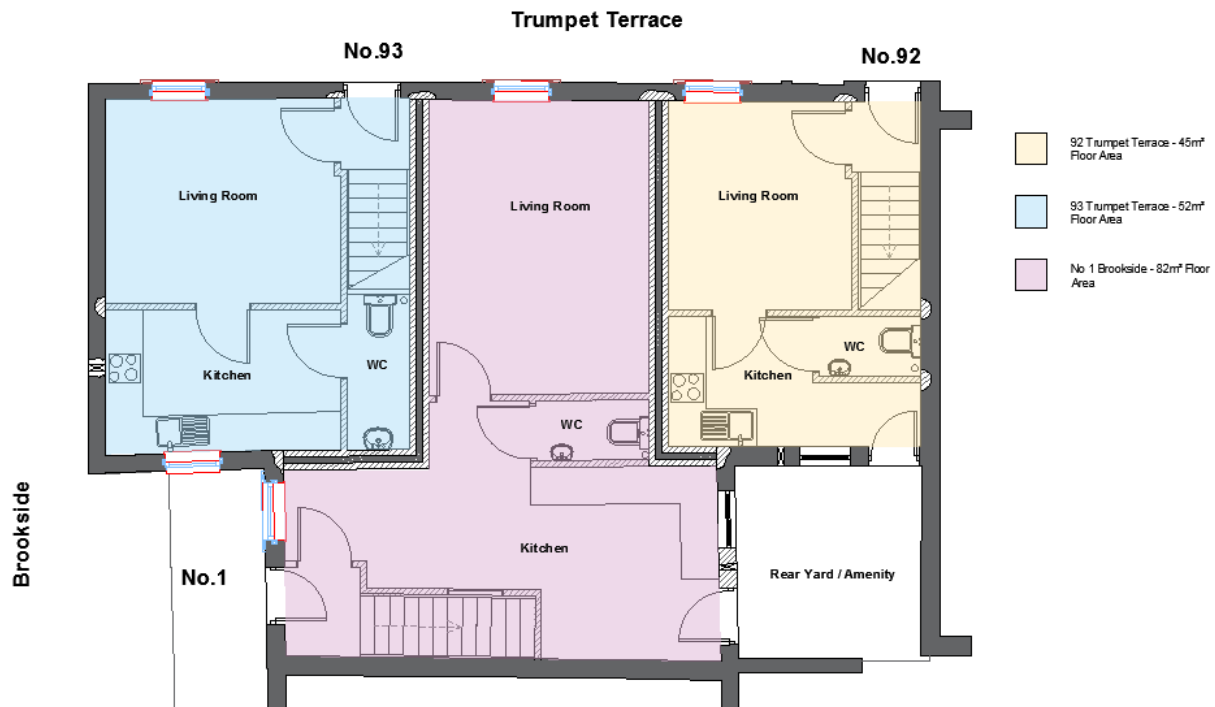 Trumpet Terrace
No.93
No.92
Living Room
Living Room
Living Room
Kitchen
WC
WC
WC
Kitchen
Kitchen
Rear Yard / Amenity
No.1
Brookside
92 Trumpet Terrace - 45m²
Floor Area
93 Trumpet Terrace - 52m²
Floor Area
No 1 Brookside - 82m² Floor
Area